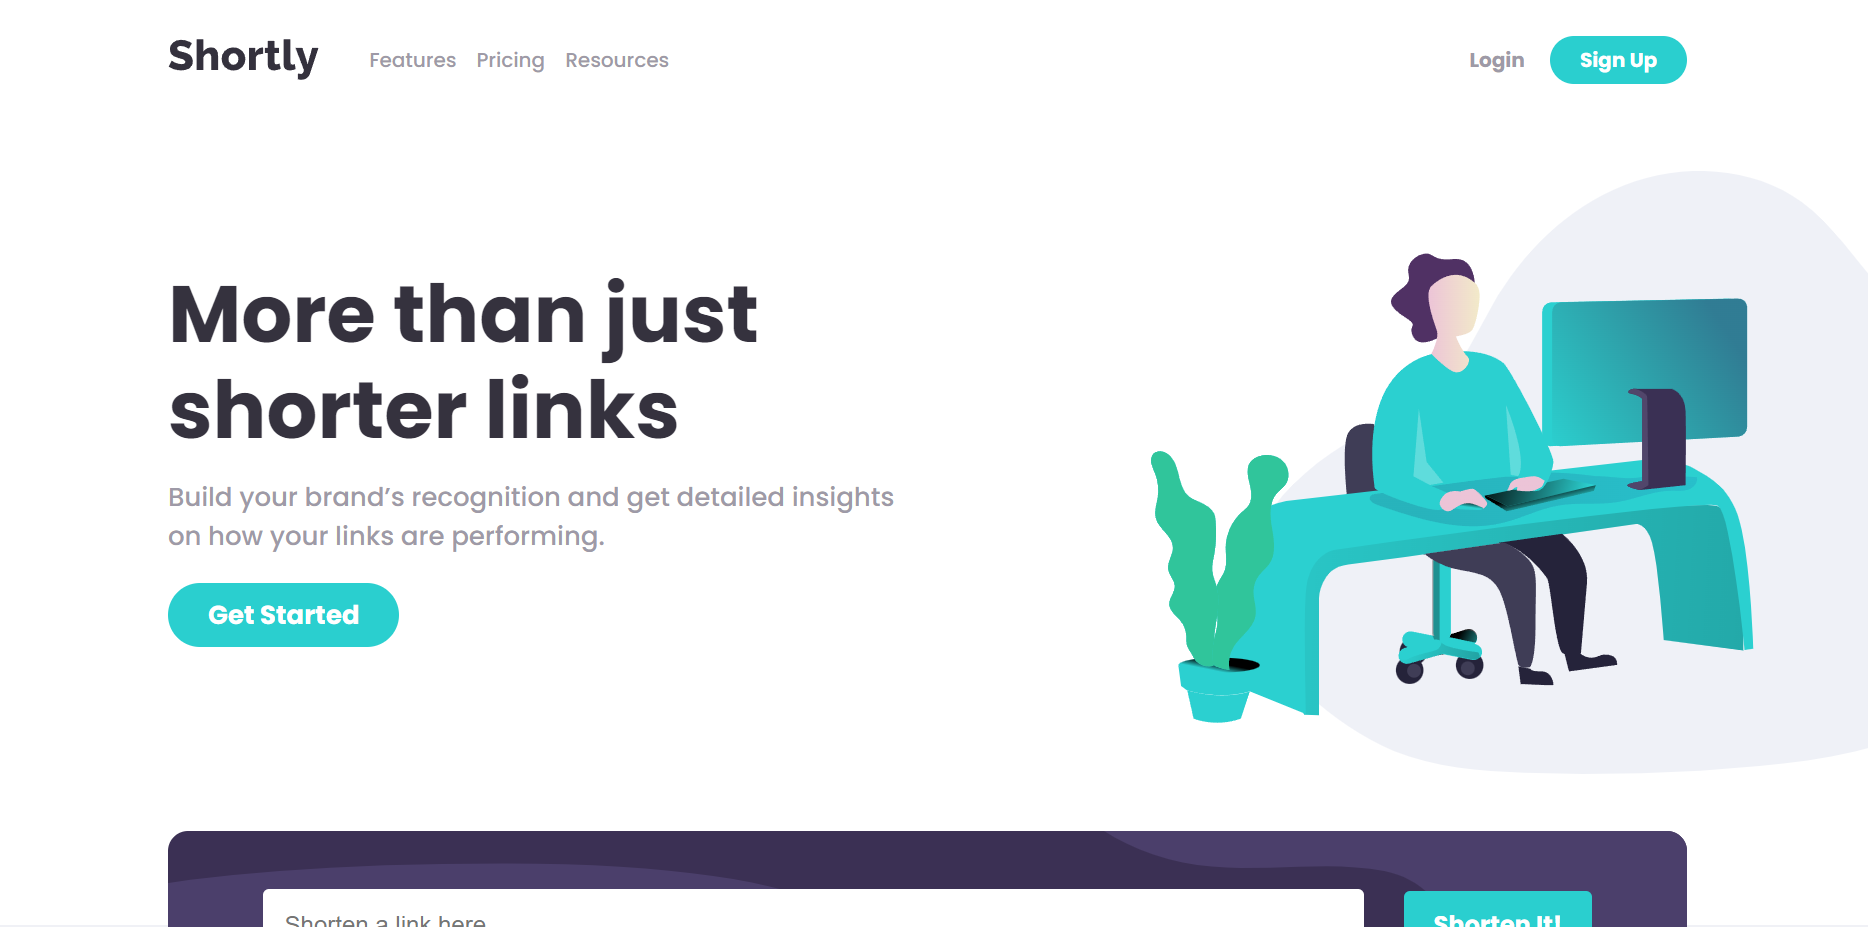 Shortly
Features Pricing Resources
Login
Sign Up
More than just
shorter links
Build your brand’s recognition and get detailed insights
on how your links are performing.
Get Started
Shorten a link here
Shorten It!